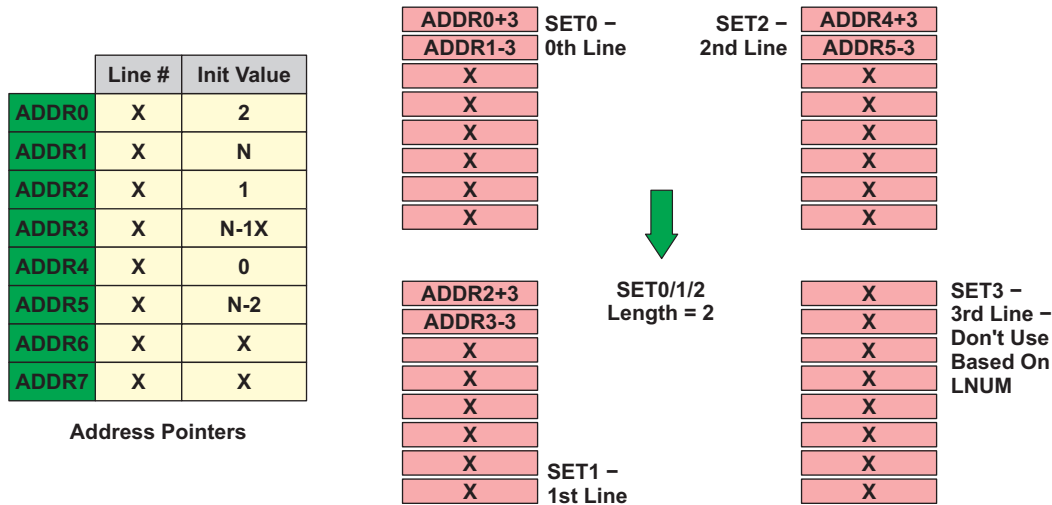 Line # Init Value
ADDR0 X 2
ADDR1 X N
ADDR2 X 1
ADDR3 X N-1X
ADDR4 X 0
ADDR5 X N-2
ADDR6 X X
ADDR7 X X
Address Pointers
ADDR0+3
ADDR1-3
X
X
X
X
X
X
SET0 −
0th Line
SET2 −
2nd Line
ADDR4+3
ADDR5-3
X
X
X
X
X
X
ADDR2+3
ADDR3-3
X
X
X
X
X
X
SET1 −
1st Line
SET0/1/2
Length = 2
X
X
X
X
X
X
X
X
SET3 −
3rd Line −
Don't Use
Based On
LNUM